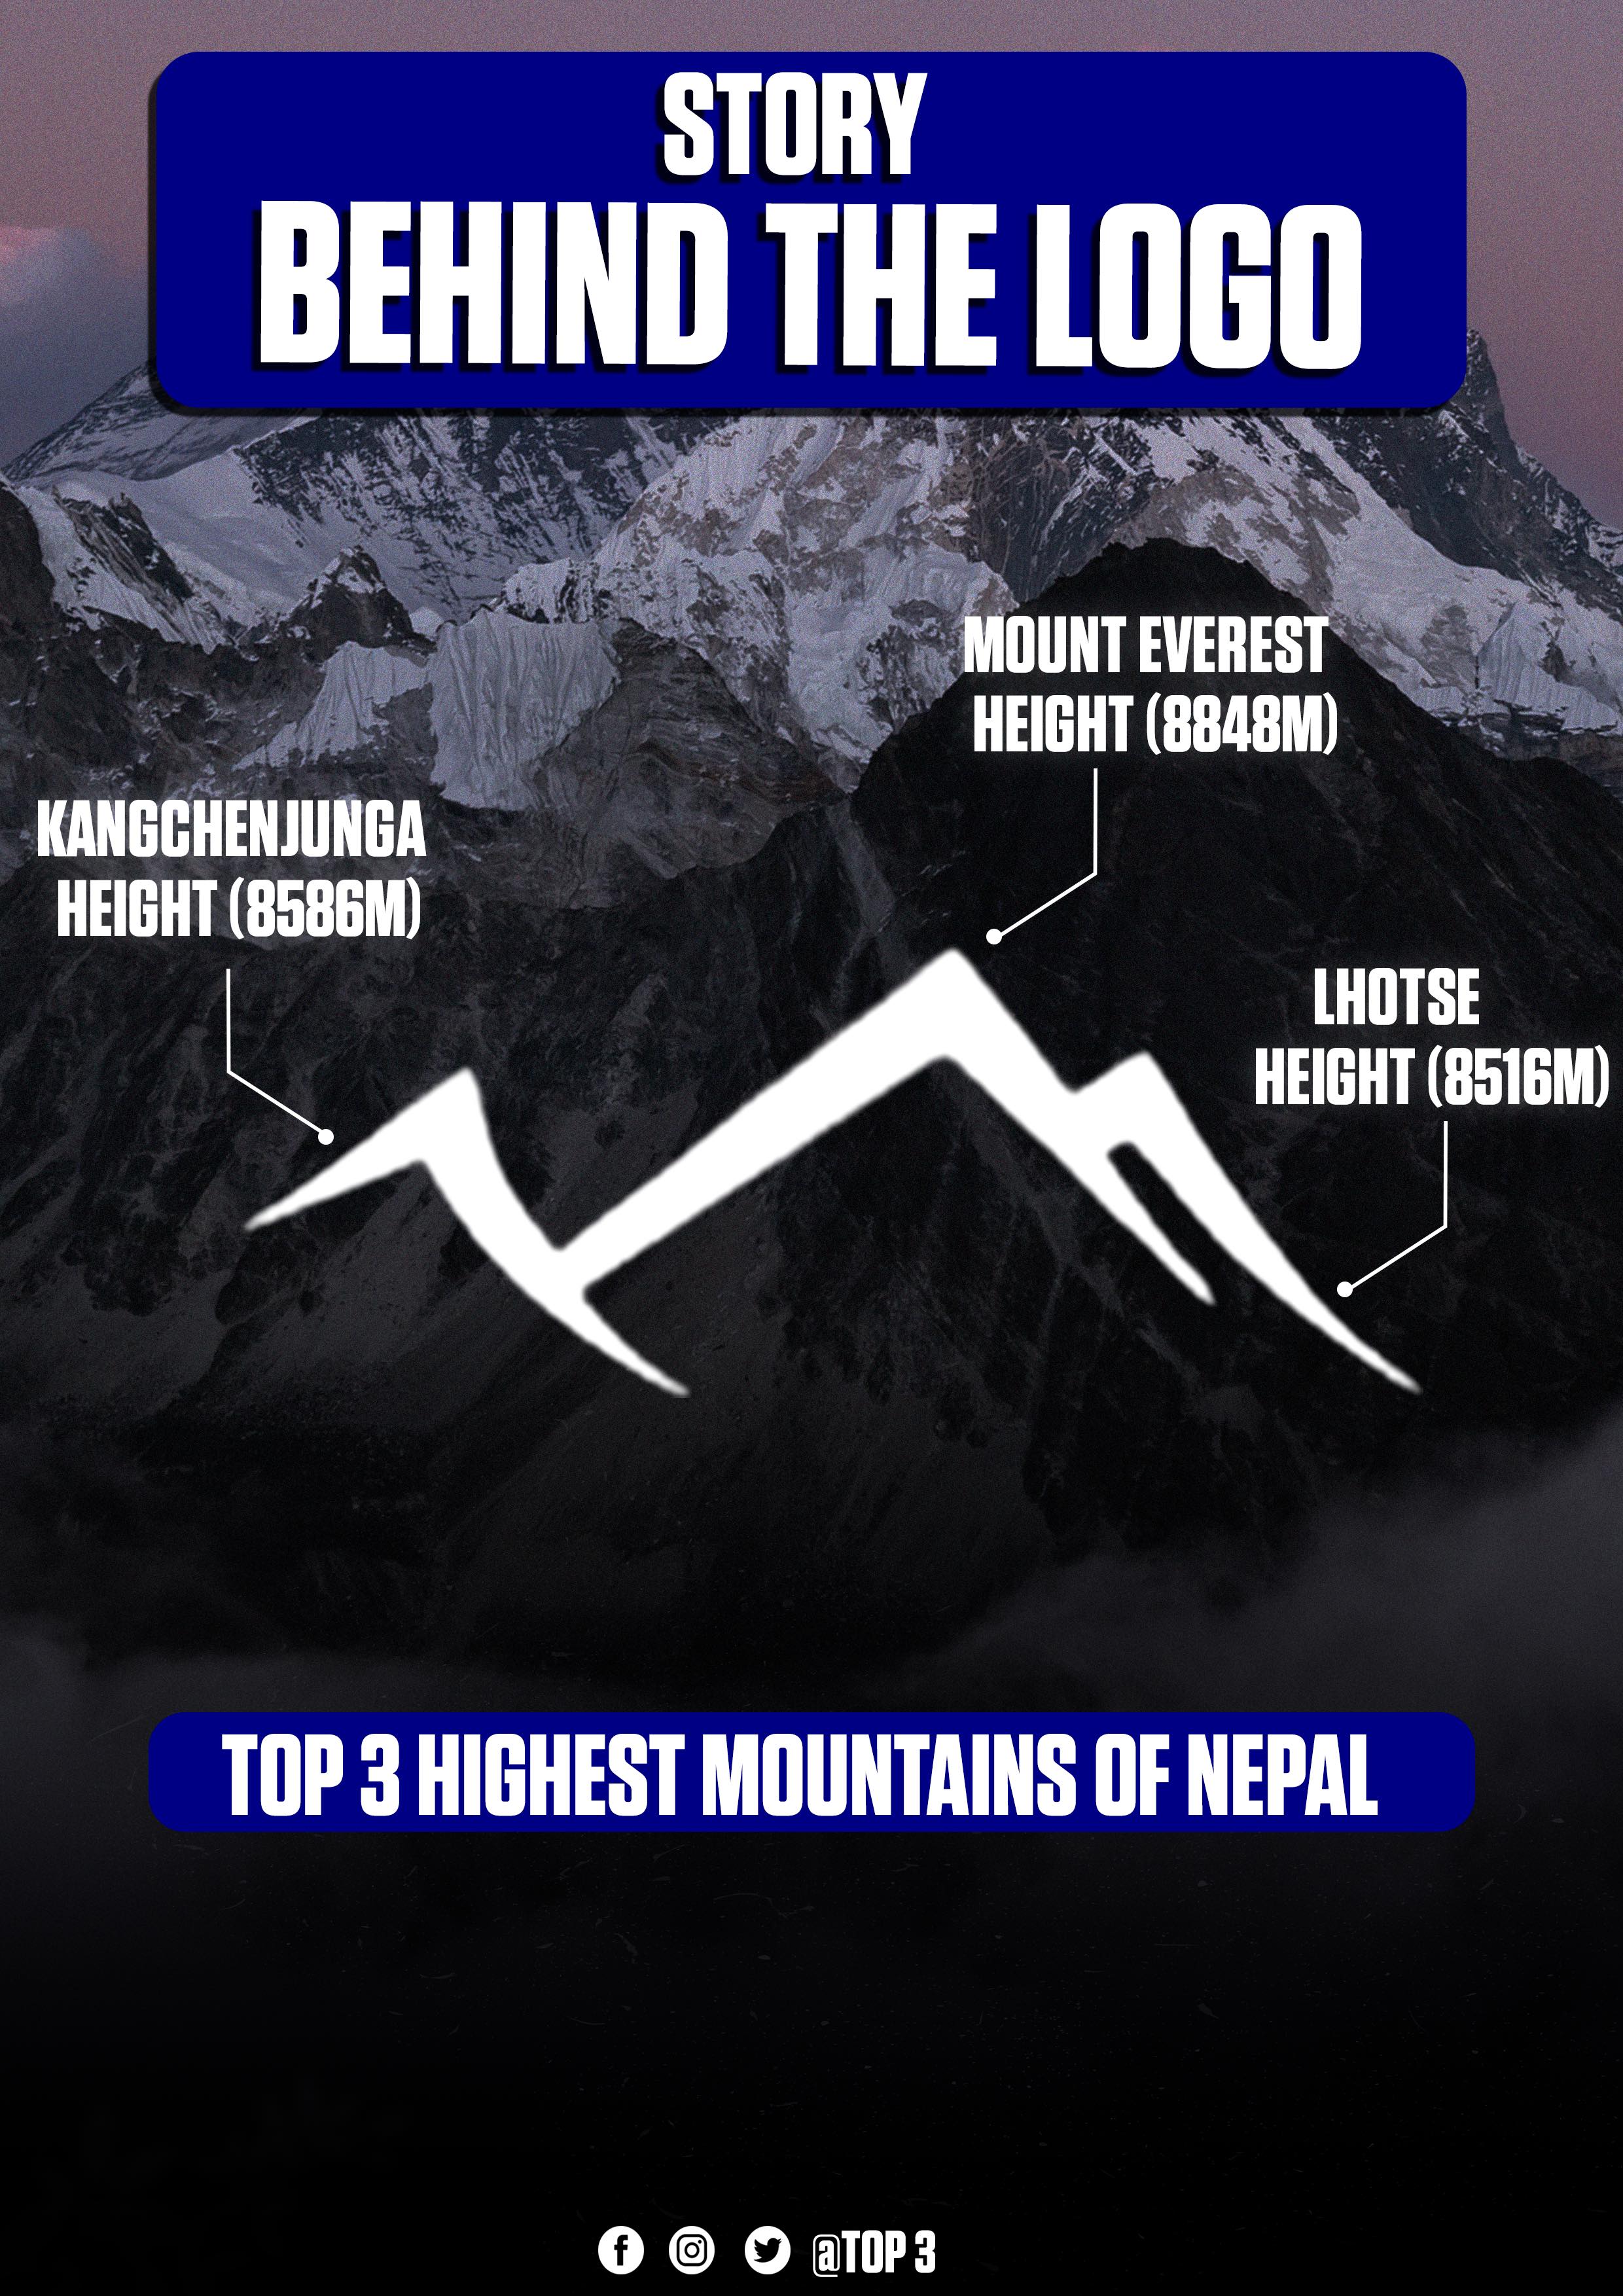 STORY
BEHIND THE LOGO
MOUNT EVEREST
HEIGHT (8848M)
KANGCHENJUNGA
HEIGHT (8586M)
LHOTSE
HEIGHT (8516M)
TOP 3 HIGHEST MOUNTAINS OF NEPAL
@TOP 3